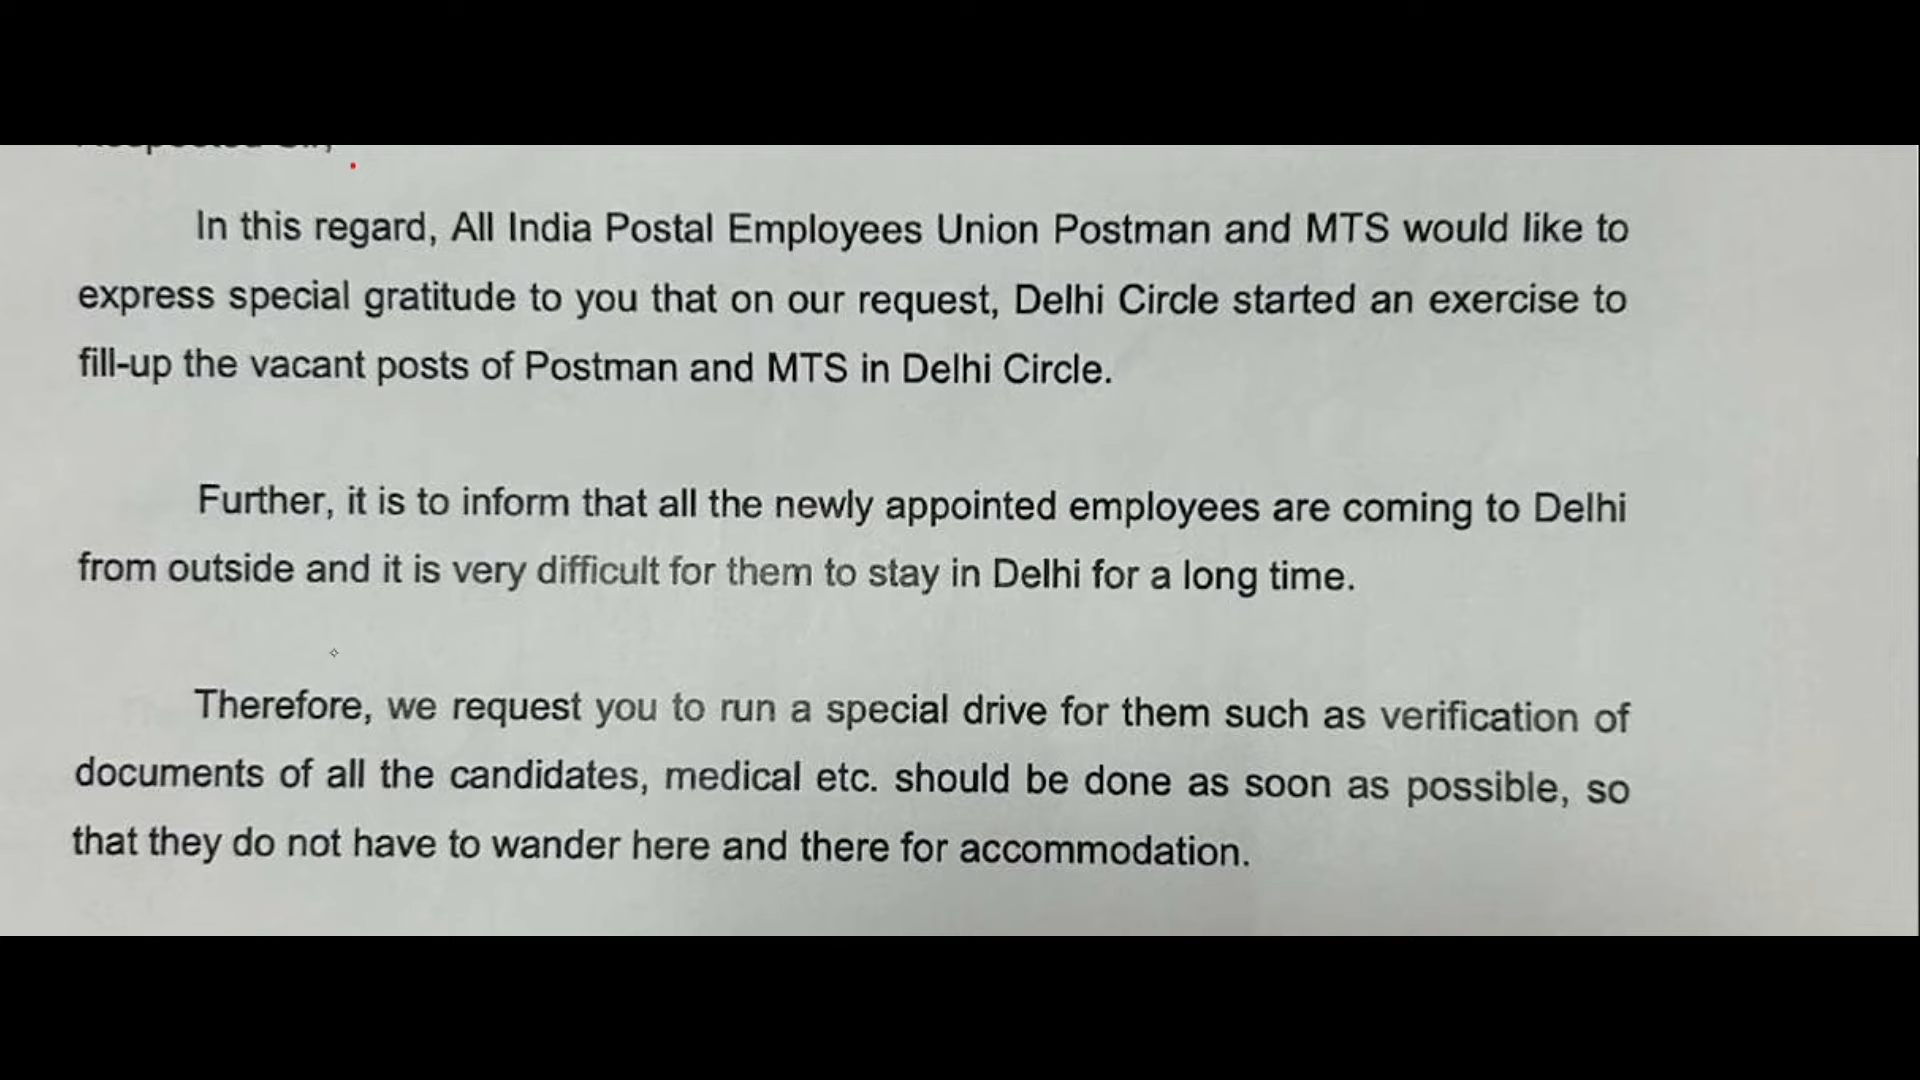 Respected Sir,
In this regard, All India Postal Employees Union Postman and MTS would like to
express special gratitude to you that on our request, Delhi Circle started an exercise to
fill-up the vacant posts of Postman and MTS in Delhi Circle.
Further, it is to inform that all the newly appointed employees are coming to Delhi
from outside and it is very difficult for them to stay in Delhi for a long time.
Therefore, we request you to run a special drive for them such as verification of
documents of all the candidates, medical etc. should be done as soon as possible, so
that they do not have to wander here and there for accommodation.